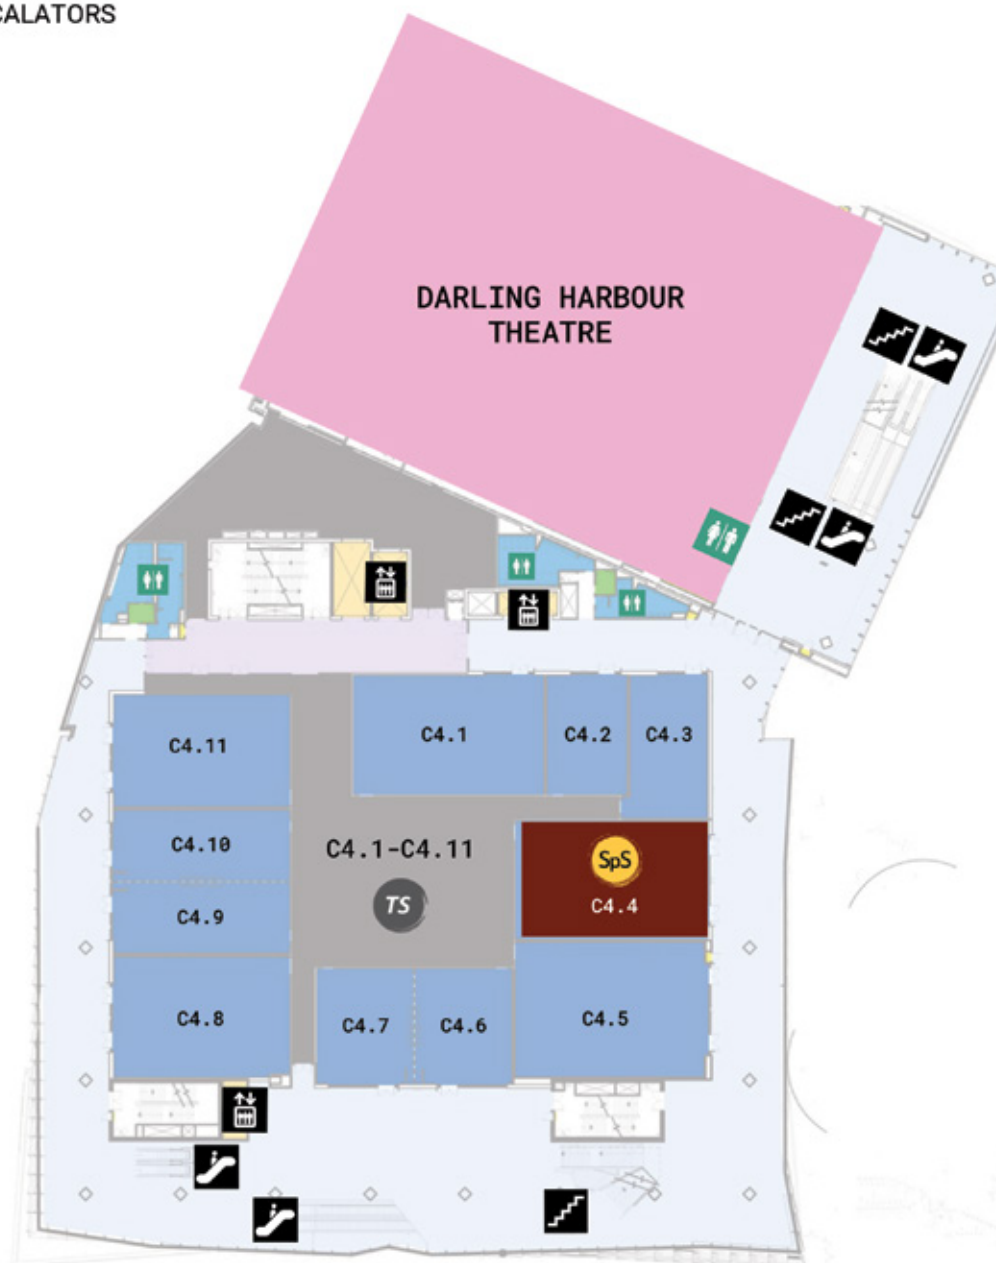 CALATORS
DARLING HARBOUR
THEATRE
C4.1
C4.2
C4.3
C4.11
C4.10
C4.1-C4.11
SpS
TS
C4.4
C4.9
C4.8
C4.7
C4.6
C4.5